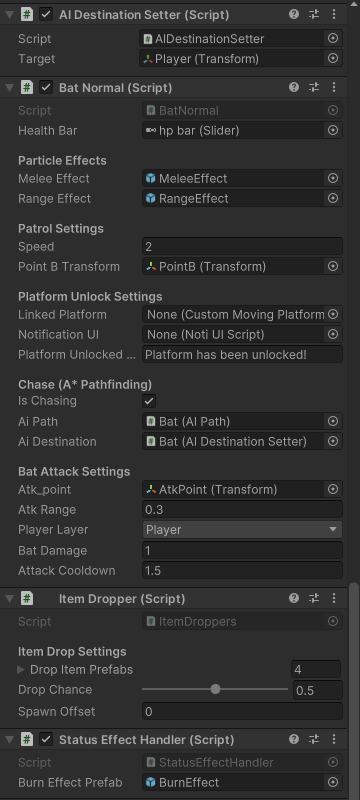 # AI Destination Setter (Script)
Script AIDestinationSetter
Target Player (Transform)
# Bat Normal (Script)
Script BatNormal
Health Bar hp bar (Slider)
Particle Effects
Melee Effect MeleeEffect
Range Effect RangeEffect
Patrol Settings
Speed 2
Point B Transform PointB (Transform)
Platform Unlock Settings
Linked Platform None (Custom Moving Platform
Notification UI None (Noti UI Script)
Platform Unlocked ... Platform has been unlocked!
Chase (A* Pathfinding)
Is Chasing
Ai Path # Bat (AI Path)
Ai Destination # Bat (AI Destination Setter)
Bat Attack Settings
Atk_point AtkPoint (Transform)
Atk Range 0.3
Player Layer Player
Bat Damage 1
Attack Cooldown 1.5
# Item Dropper (Script)
Script ItemDroppers
Item Drop Settings
Drop Item Prefabs 4
Drop Chance 0.5
Spawn Offset 0
# Status Effect Handler (Script)
Script StatusEffectHandler
Burn Effect Prefab BurnEffect